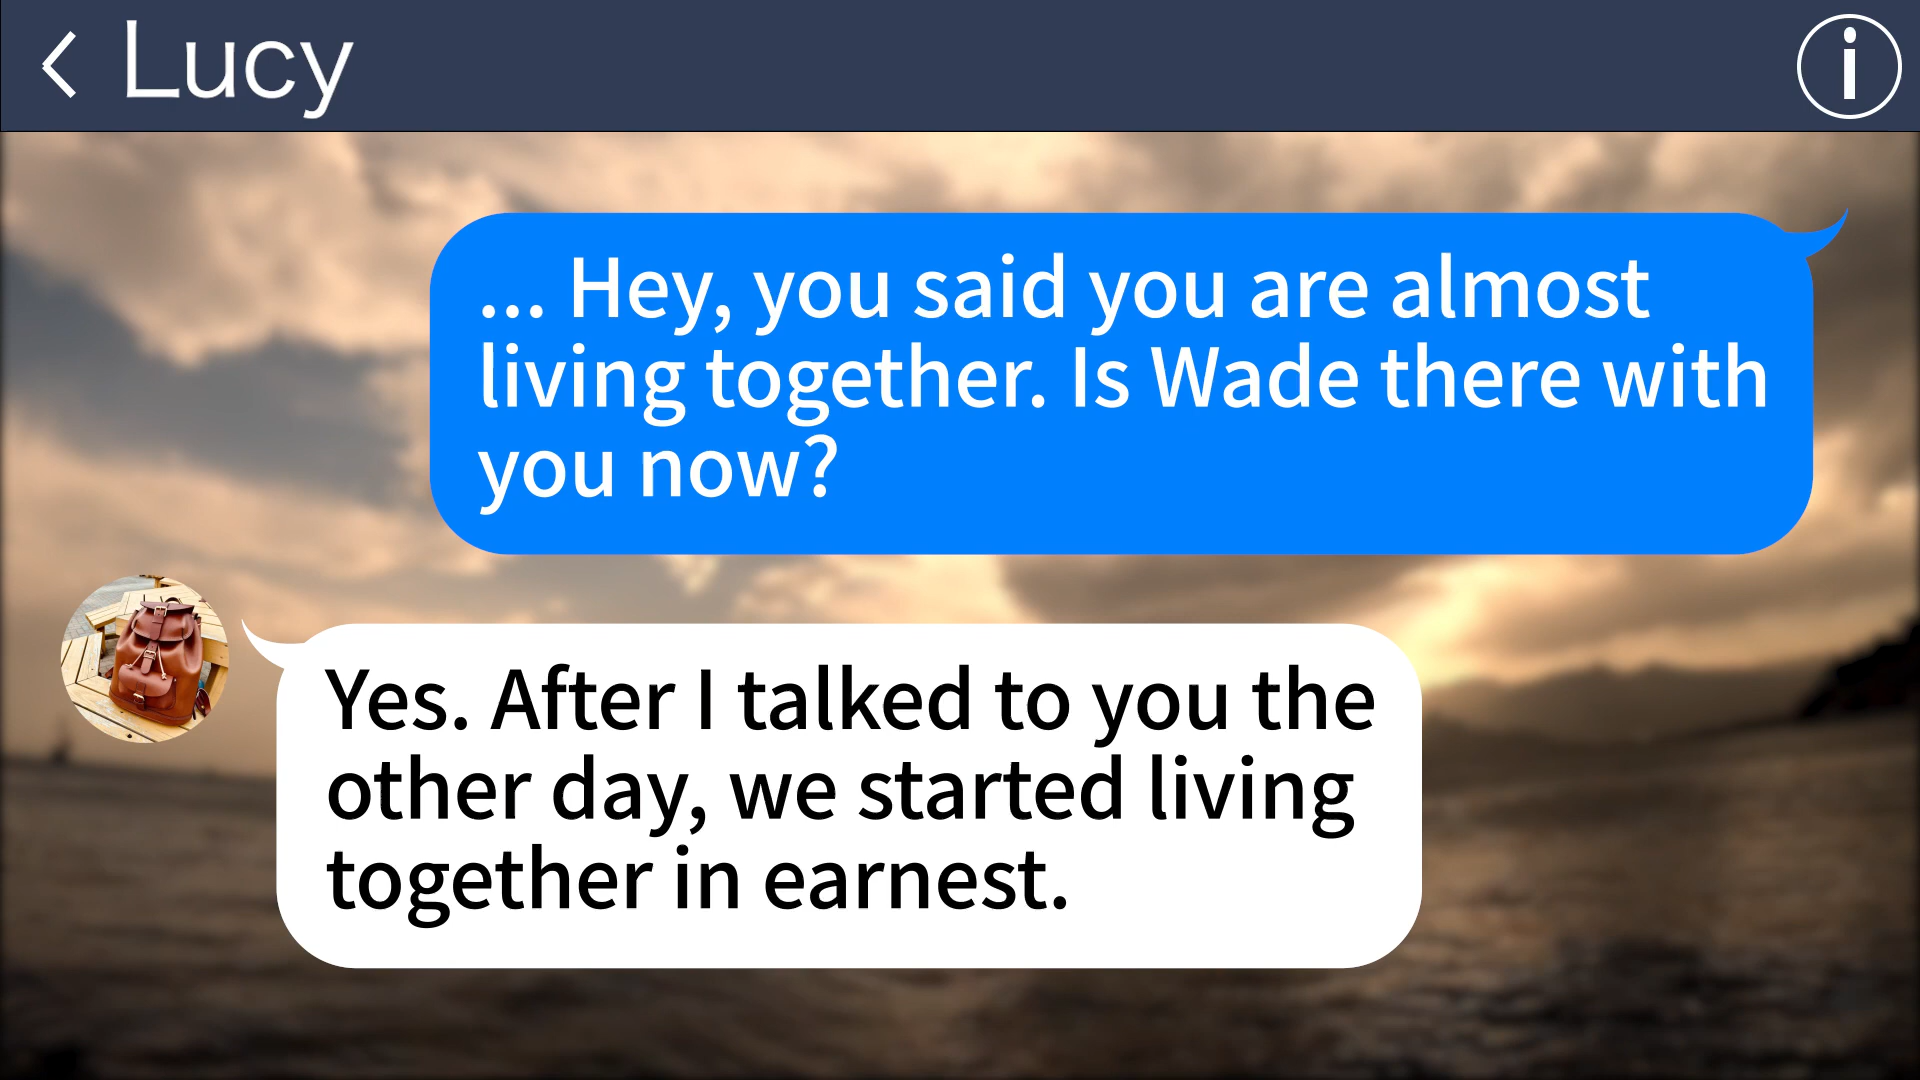 Lucy
... Hey, you said you are almost
living together. Is Wade there with
you now?
Yes. After I talked to you the
other day, we started living
together in earnest.